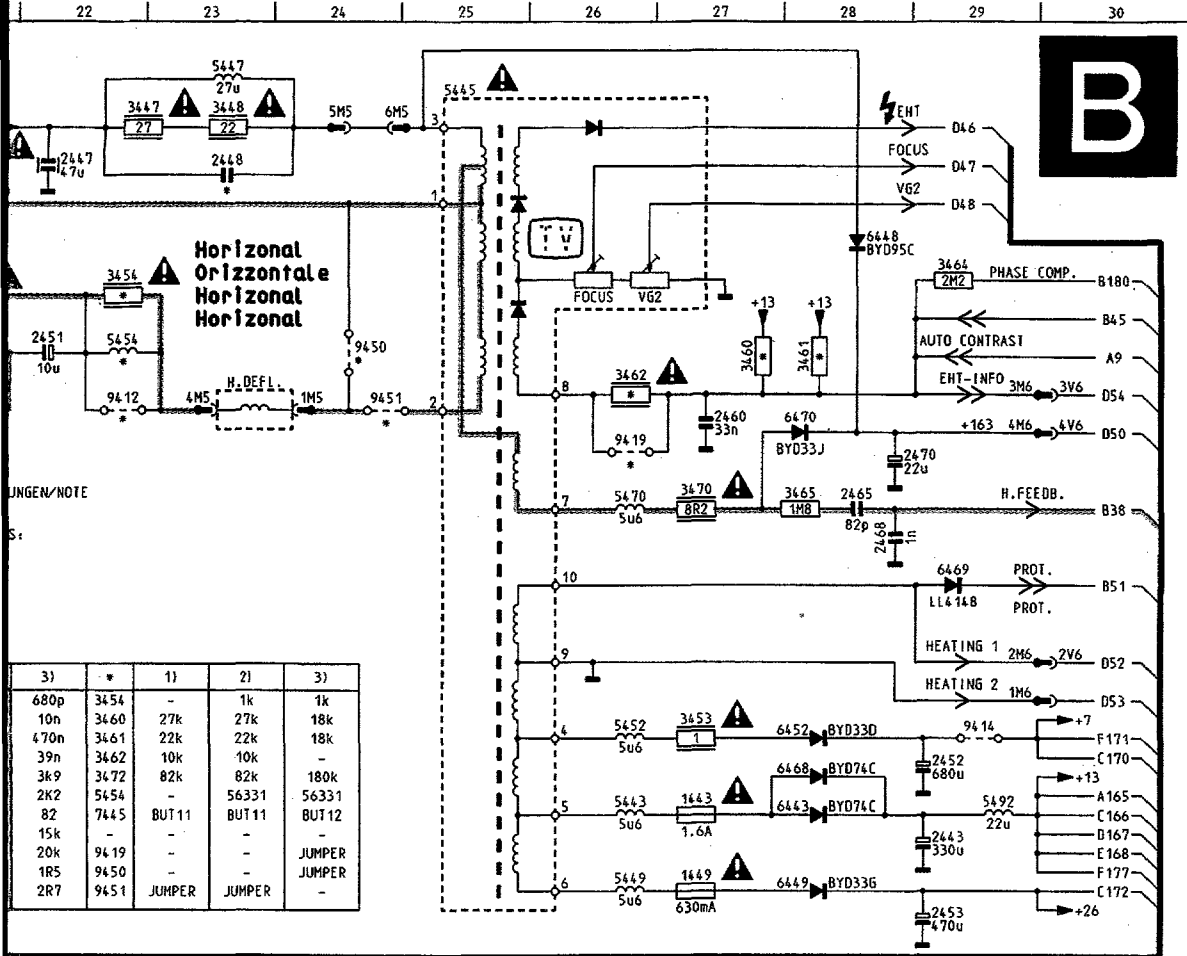 22 23 24 25 26 27 28 29 30
B
5447
27u
3447
27
3448
22
5M5
6M5
5445
3
EHT
D46
2447
47u
2448
*
FOCUS
D47
1
VG2
D48
TV
6448
BYD95C
Horizonal
Orizzontale
Horizonal
Horizonal
3454
*
FOCUS
VG2
3464
2M2
PHASE COMP.
B180
+13
+13
B45
2451
10u
5454
*
9450
*
3460
*
3461
*
AUTO CONTRAST
A9
H.DEFL.
3462
*
8
EHT-INFO
3M6
3V6
D54
9412
*
4M5
1M5
9451
*
2
2460
33n
9419
*
6470
BYD33J
+163
4M6
4V6
D50
2470
22u
UNGEN/NOTE
S:
7
5470
5u6
3470
8R2
3465
1M8
2465
82p
2468
1n
H.FEEDB.
B38
10
6469
LL4148
PROT.
PROT.
B51
9
HEATING 1
2M6
2V6
D52
HEATING 2
1M6
D53
3) * 1) 2) 3)
680p 3454 - 1k 1k
10n 3460 27k 27k 18k
470n 3461 22k 22k 18k
39n 3462 10k 10k -
3k9 3472 82k 82k 180k
2K2 5454 - 56331 56331
82 7445 BUT11 BUT11 BUT12
15k - - - -
20k 9419 - - JUMPER
1R5 9450 - - JUMPER
2R7 9451 JUMPER JUMPER -
4
5452
5u6
3453
1
6452
BYD33D
9414
+7
F171
C170
2452
680u
6468
BYD74C
+13
A165
5
5443
5u6
1443
1.6A
6443
BYD74C
5492
22u
C166
D167
2443
330u
E168
F177
6
5449
5u6
1449
630mA
6449
BYD33G
C172
2453
470u
+26